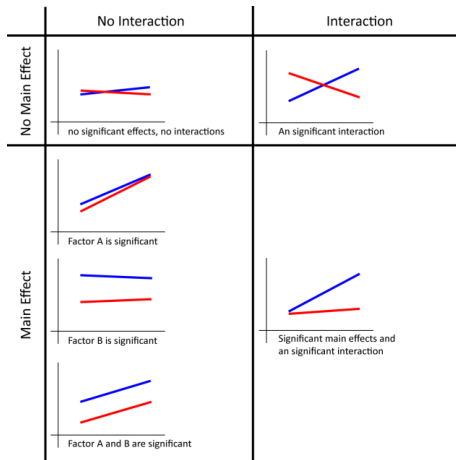 No Interaction
Interaction
No Main Effect
no significant effects, no interactions
An significant interaction
Main Effect
Factor A is significant
Factor B is significant
Significant main effects and
an significant interaction
Factor A and B are significant